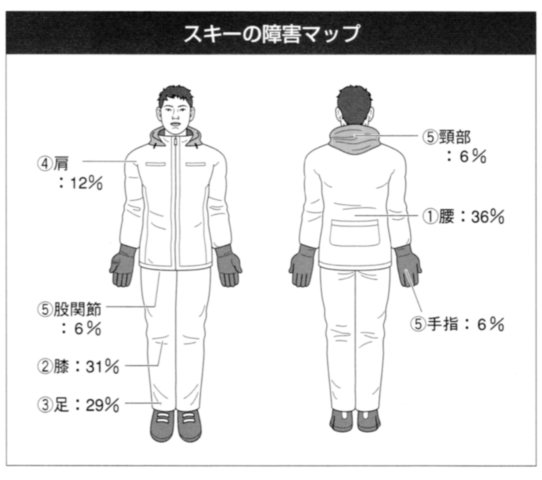 スキーの障害マップ
④肩
：12％
⑤股関節
：6％
②膝：31％
③足：29％
⑤頸部
：6％
①腰：36％
⑤手指：6％